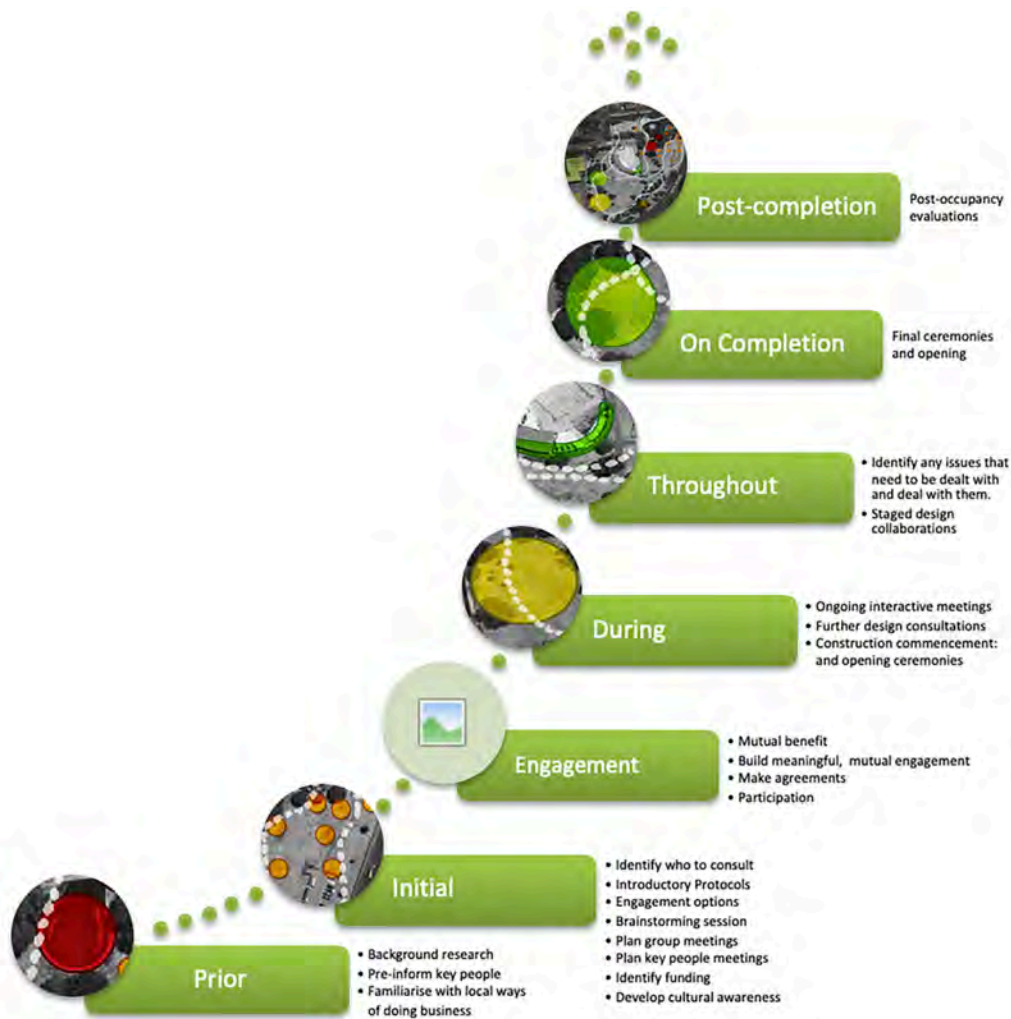 Post-completion
Post-occupancy
evaluations
On Completion
Final ceremonies
and opening
Throughout
• Identify any issues that
need to be dealt with
and deal with them.
• Staged design
collaborations
During
• Ongoing interactive meetings
• Further design consultations
• Construction commencement:
and opening ceremonies
Engagement
• Mutual benefit
• Build meaningful, mutual engagement
• Make agreements
• Participation
Initial
• Identify who to consult
• Introductory Protocols
• Engagement options
• Brainstorming session
• Plan group meetings
• Plan key people meetings
• Identify funding
• Develop cultural awareness
Prior
• Background research
• Pre-inform key people
• Familiarise with local ways
of doing business